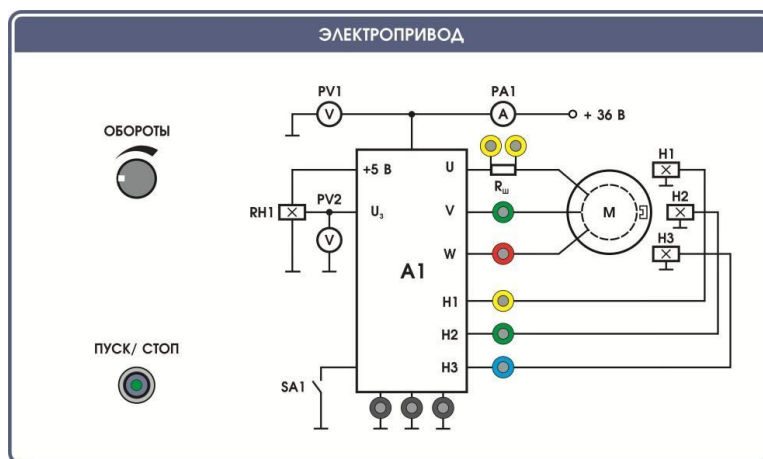 ЭЛЕКТРОПРИВОД
PV1
V
PA1
A
+ 36 В
ОБОРОТЫ
+5 В
U
Rш
H1
RH1
PV2
V
Uз
V
M
H2
H3
W
A1
H1
ПУСК/ СТОП
H2
SA1
H3